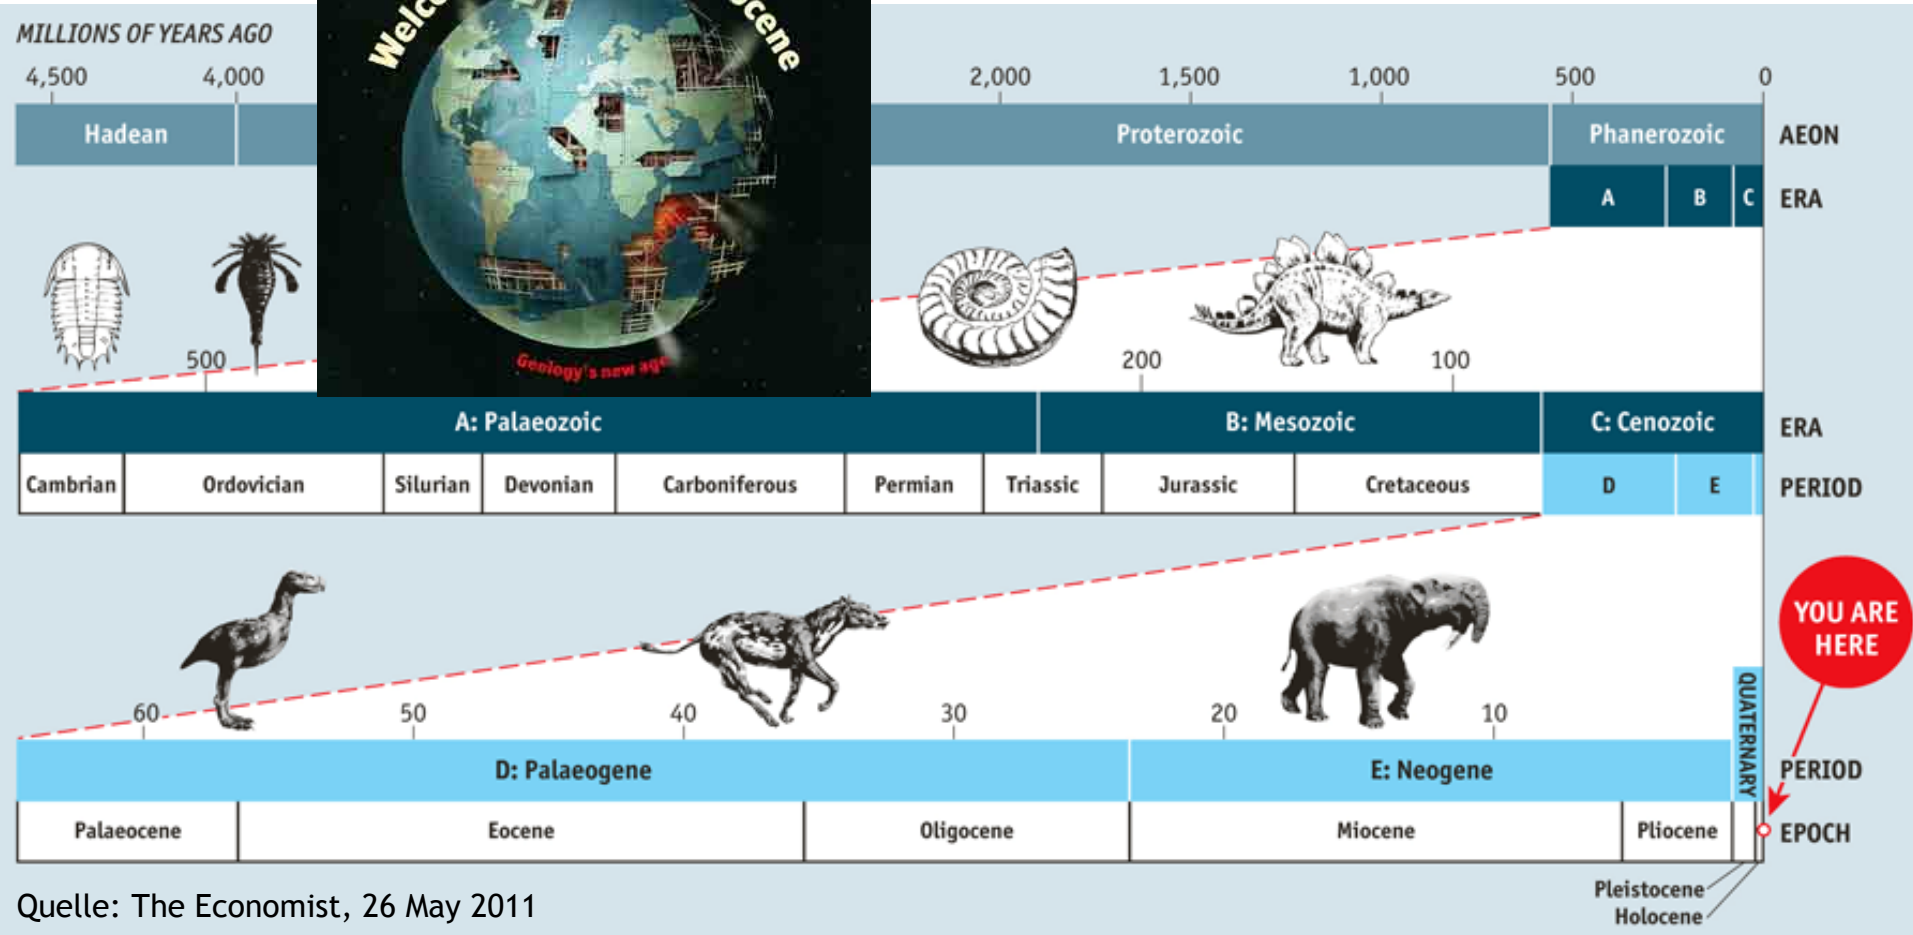 MILLIONS OF YEARS AGO
4,500 4,000 2,000 1,500 1,000 500 0
Hadean Proterozoic Phanerozoic AEON
A B C ERA
Welco
ocene
Geology's new age
500 200 100
A: Palaeozoic B: Mesozoic C: Cenozoic ERA
Cambrian Ordovician Silurian Devonian Carboniferous Permian Triassic Jurassic Cretaceous D E PERIOD
YOU ARE
HERE
60 50 40 30 20 10
D: Palaeogene E: Neogene QUATERNARY PERIOD
Palaeocene Eocene Oligocene Miocene Pliocene EPOCH
Pleistocene
Holocene
Quelle: The Economist, 26 May 2011